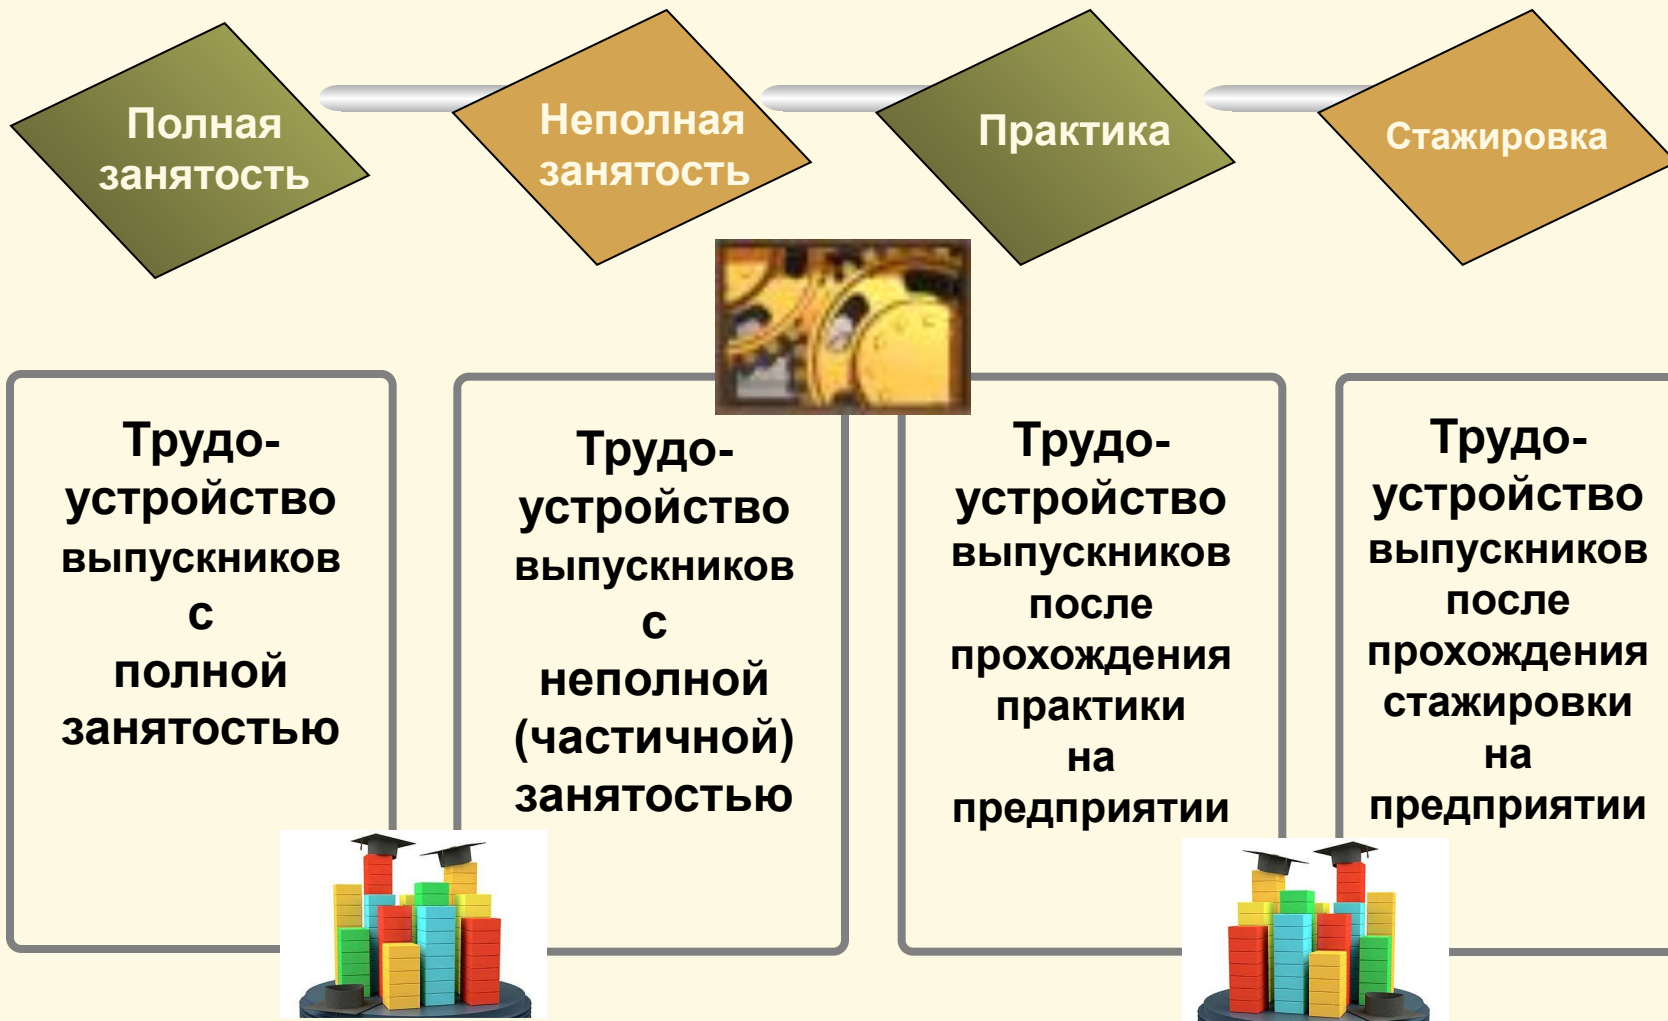 Полная
занятость
Неполная
занятость
Практика
Стажировка
Трудо-
устройство
выпускников
с
полной
занятостью
Трудо-
устройство
выпускников
с
неполной
(частичной)
занятостью
Трудо-
устройство
выпускников
после
прохождения
практики
на
предприятии
Трудо-
устройство
выпускников
после
прохождения
стажировки
на
предприятии